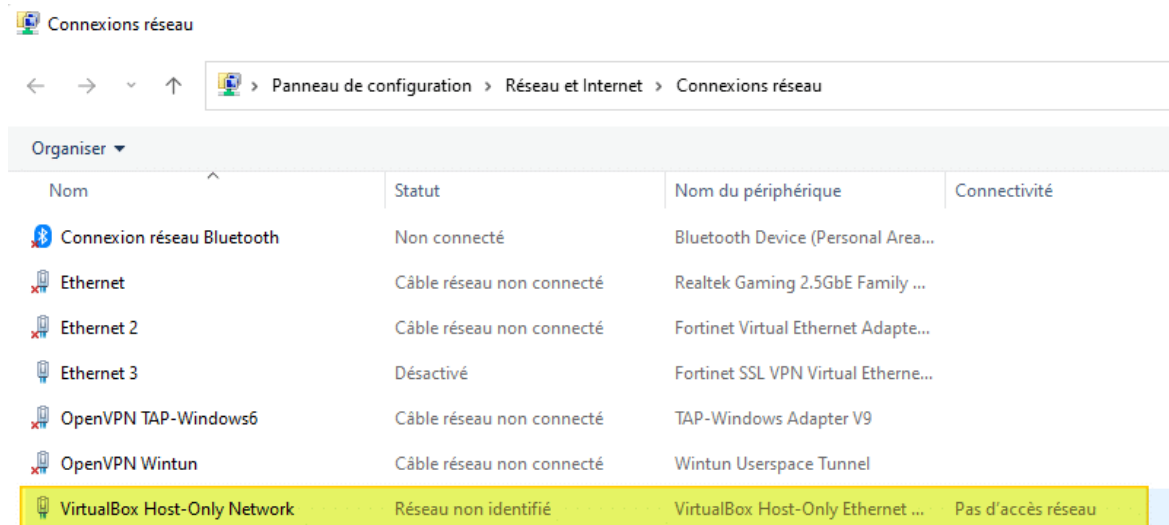 Connexions réseau
Panneau de configuration > Réseau et Internet > Connexions réseau
Organiser
Nom Statut Nom du périphérique Connectivité
Connexion réseau Bluetooth Non connecté Bluetooth Device (Personal Area...
Ethernet Câble réseau non connecté Realtek Gaming 2.5GbE Family ...
Ethernet 2 Câble réseau non connecté Fortinet Virtual Ethernet Adapte...
Ethernet 3 Désactivé Fortinet SSL VPN Virtual Etherne...
OpenVPN TAP-Windows6 Câble réseau non connecté TAP-Windows Adapter V9
OpenVPN Wintun Câble réseau non connecté Wintun Userspace Tunnel
VirtualBox Host-Only Network Réseau non identifié VirtualBox Host-Only Ethernet ... Pas d'accès réseau